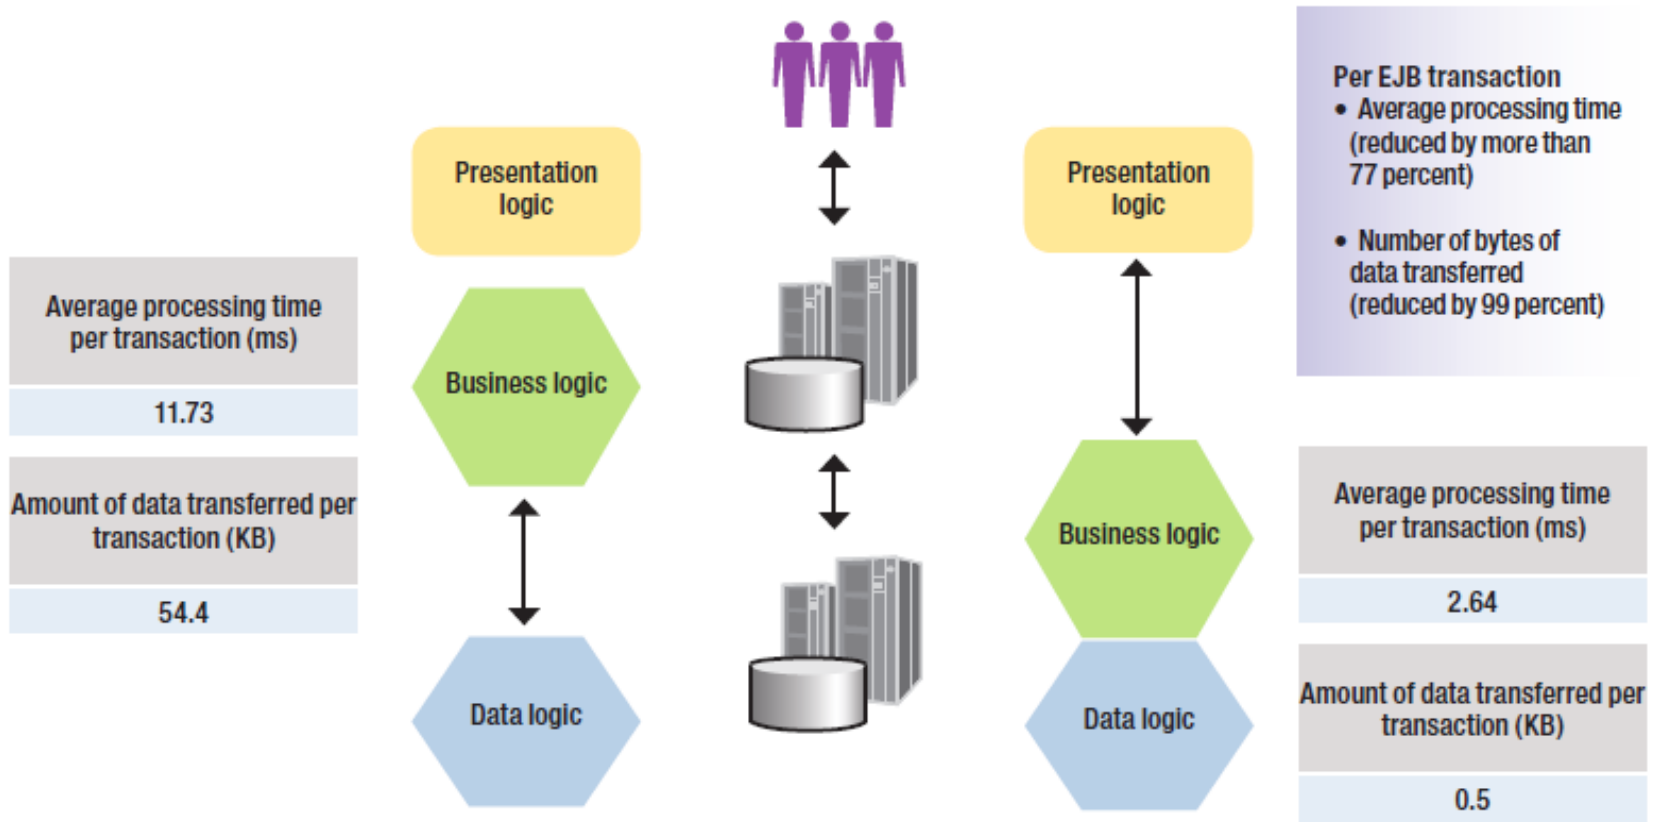 Presentation
logic
Average processing time
per transaction (ms)
11.73
Amount of data transferred per
transaction (KB)
54.4
Business logic
Data logic
Presentation
logic
Business logic
Data logic
Per EJB transaction
• Average processing time
(reduced by more than
77 percent)
• Number of bytes of
data transferred
(reduced by 99 percent)
Average processing time
per transaction (ms)
2.64
Amount of data transferred per
transaction (KB)
0.5